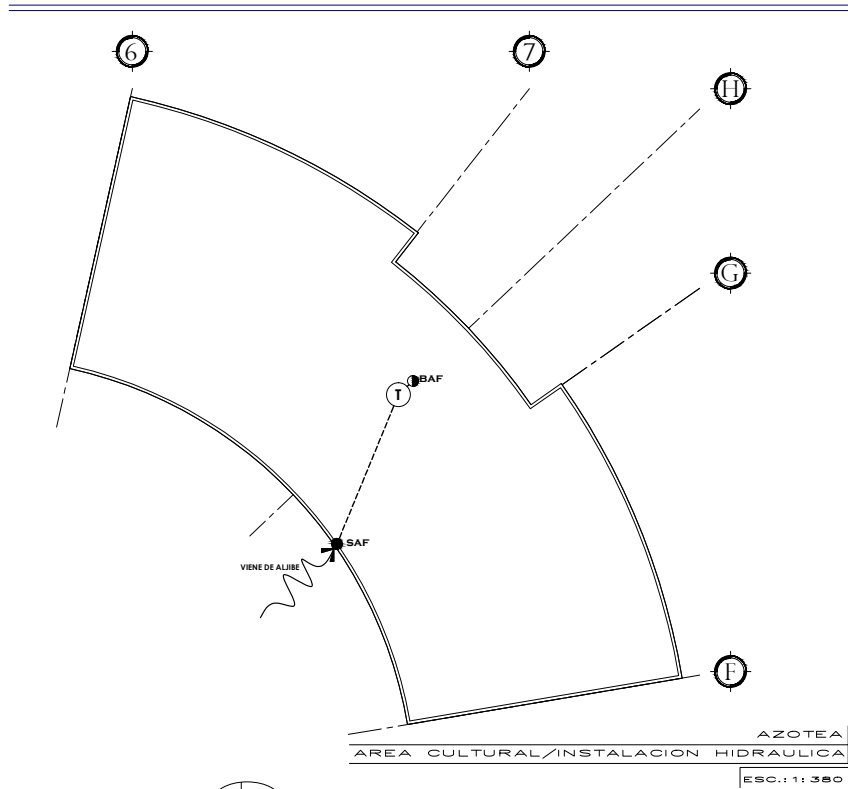 6
7
H
G
T
BAF
SAF
VIENE DE ALJIBE
F
AZOTEA
AREA CULTURAL/INSTALACION HIDRAULICA
ESC.: 1: 380